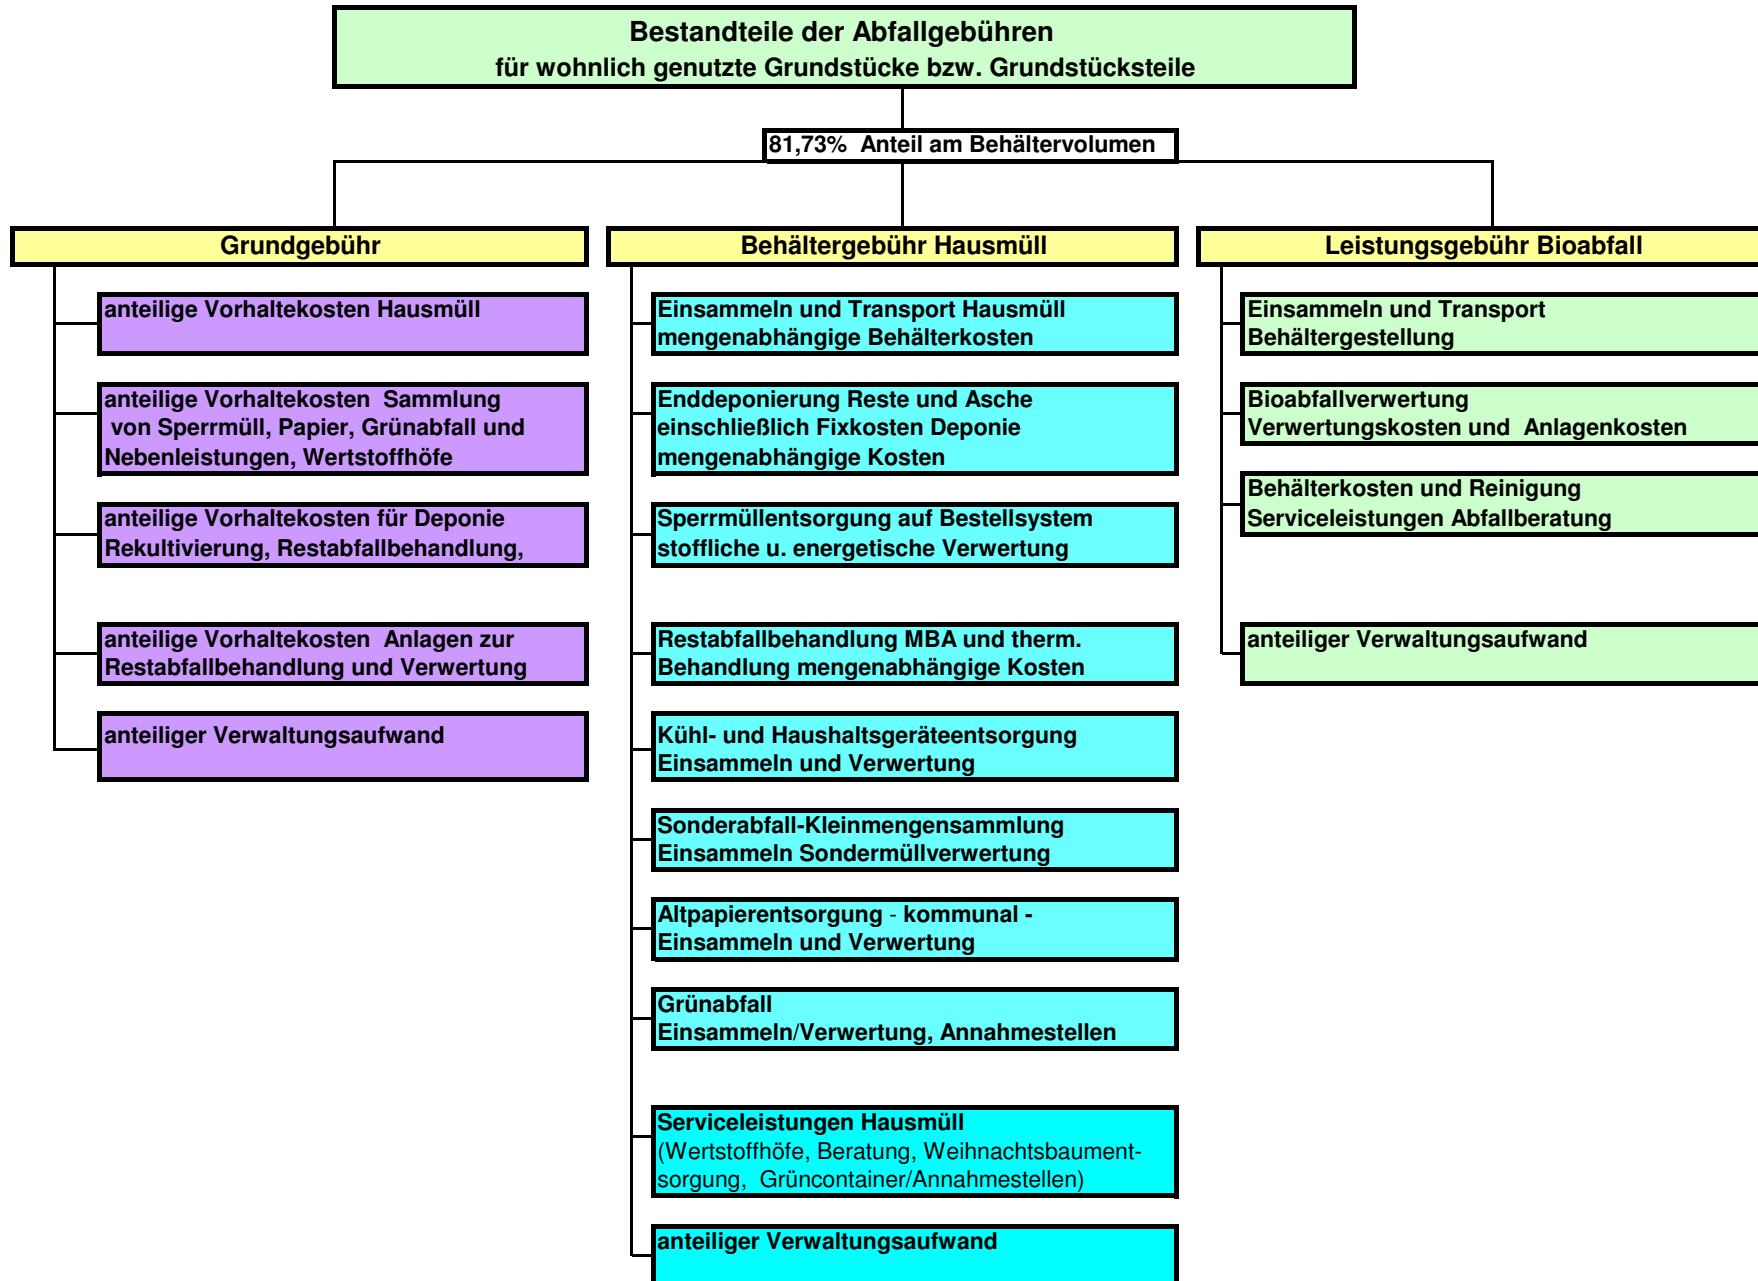 Bestandteile der Abfallgebühren
für wohnlich genutzte Grundstücke bzw. Grundstücksteile
81,73% Anteil am Behältervolumen
Grundgebühr
anteilige Vorhaltekosten Hausmüll
anteilige Vorhaltekosten Sammlung
von Sperrmüll, Papier, Grünabfall und
Nebenleistungen, Wertstoffhöfe
anteilige Vorhaltekosten für Deponie
Rekultivierung, Restabfallbehandlung,
anteilige Vorhaltekosten Anlagen zur
Restabfallbehandlung und Verwertung
anteiliger Verwaltungsaufwand
Behältergebühr Hausmüll
Einsammeln und Transport Hausmüll
mengenabhängige Behälterkosten
Enddeponierung Reste und Asche
einschließlich Fixkosten Deponie
mengenabhängige Kosten
Sperrmüllentsorgung auf Bestellsystem
stoffliche u. energetische Verwertung
Restabfallbehandlung MBA und therm.
Behandlung mengenabhängige Kosten
Kühl- und Haushaltsgeräteentsorgung
Einsammeln und Verwertung
Sonderabfall-Kleinmengensammlung
Einsammeln Sondermüllverwertung
Altpapierentsorgung - kommunal -
Einsammeln und Verwertung
Grünabfall
Einsammeln/Verwertung, Annahmestellen
Serviceleistungen Hausmüll
(Wertstoffhöfe, Beratung, Weihnachtsbaument-
sorgung, Grüncontainer/Annahmestellen)
anteiliger Verwaltungsaufwand
Leistungsgebühr Bioabfall
Einsammeln und Transport
Behältergestellung
Bioabfallverwertung
Verwertungskosten und Anlagenkosten
Behälterkosten und Reinigung
Serviceleistungen Abfallberatung
anteiliger Verwaltungsaufwand